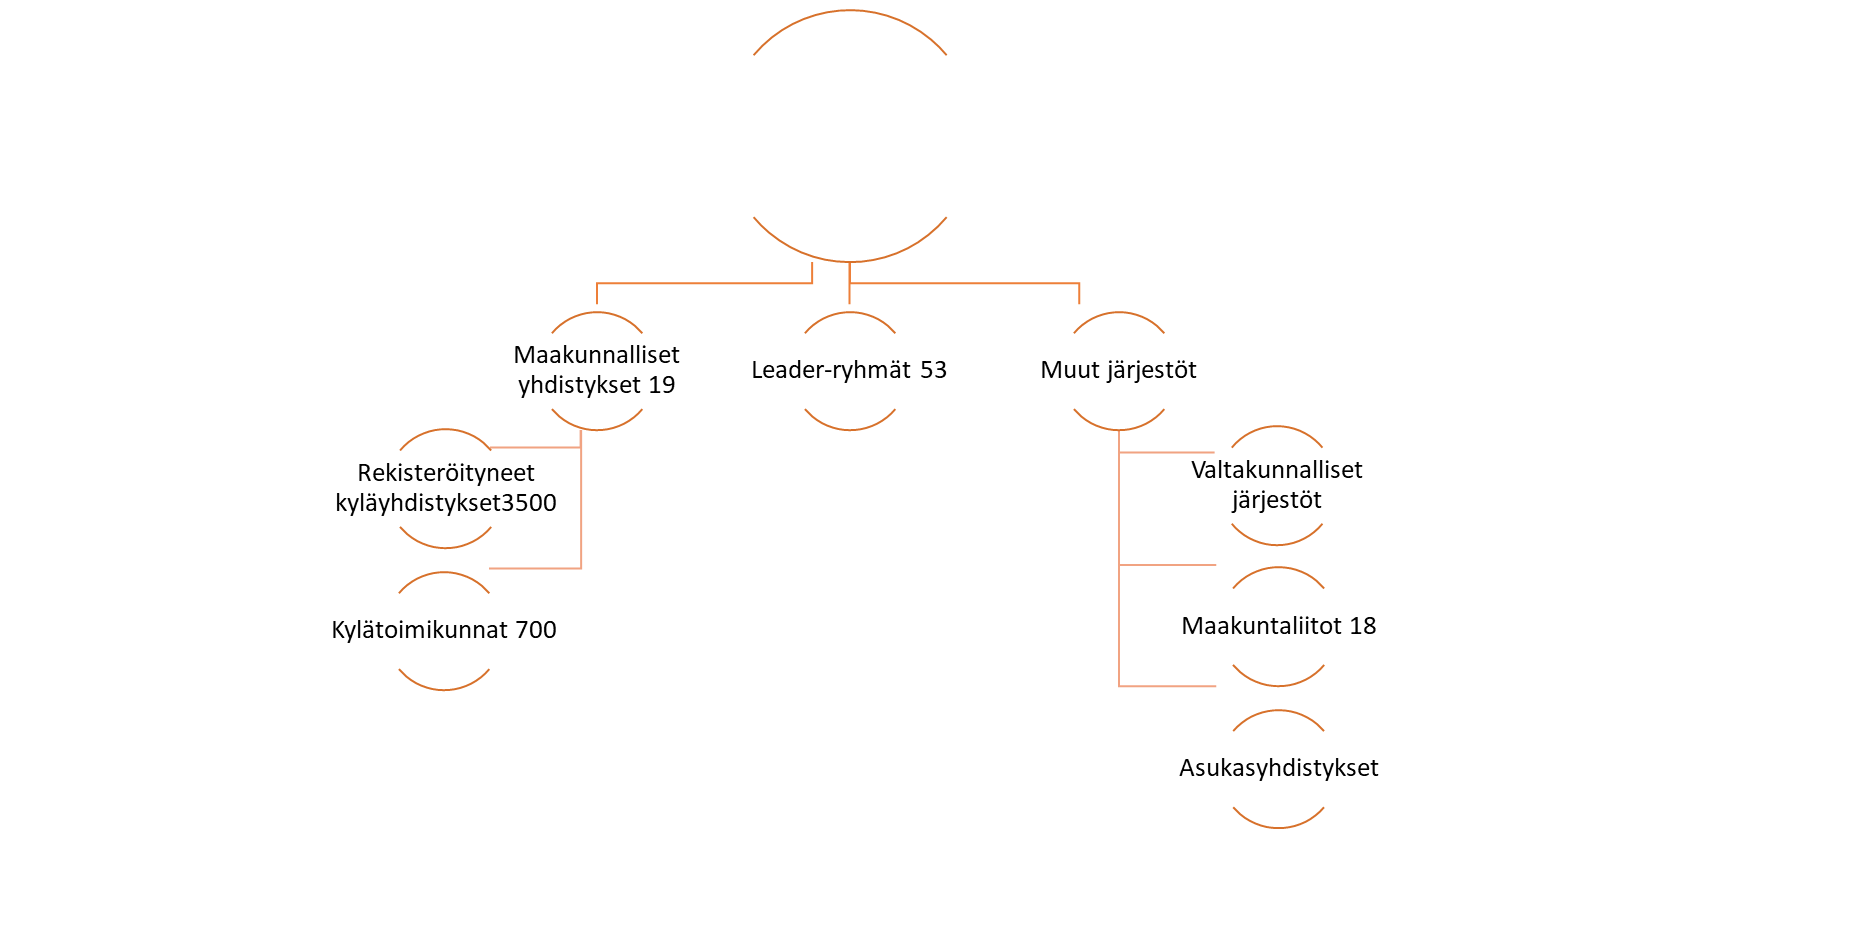 Maakunnalliset
yhdistykset 19
Leader-ryhmät 53
Muut järjestöt
Rekisteröityneet
kyläyhdistykset3500
Kylätoimikunnat 700
Valtakunnalliset
järjestöt
Maakuntaliitot 18
Asukasyhdistykset